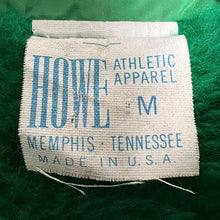 HOWE
ATHLETIC
APPAREL
M
MEMPHIS · TENNESSEE
MADE IN U.S.A.